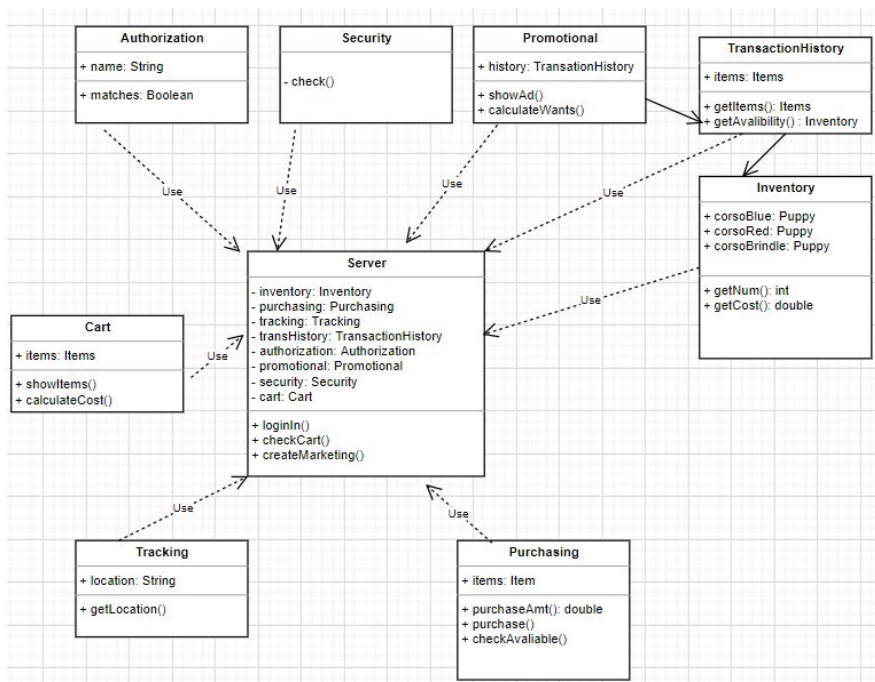 Authorization
+ name: String
+ matches: Boolean
Security
- check()
Promotional
+ history: TransationHistory
+ showAd()
+ calculateWants()
TransactionHistory
+ items: Items
+ getItems(): Items
+ getAvalibility() : Inventory
Use
Use
Use
Use
Inventory
+ corsoBlue: Puppy
+ corsoRed: Puppy
+ corsoBrindle: Puppy
+ getNum(): int
+ getCost(): double
Use
Server
- inventory: Inventory
- purchasing: Purchasing
- tracking: Tracking
- transHistory: TransactionHistory
- authorization: Authorization
- promotional: Promotional
- security: Security
- cart: Cart
+ loginIn()
+ checkCart()
+ createMarketing()
Cart
+ items: Items
+ showItems()
+ calculateCost()
Use
Use
Use
Tracking
+ location: String
+ getLocation()
Purchasing
+ items: Item
+ purchaseAmt(): double
+ purchase()
+ checkAvaliable()